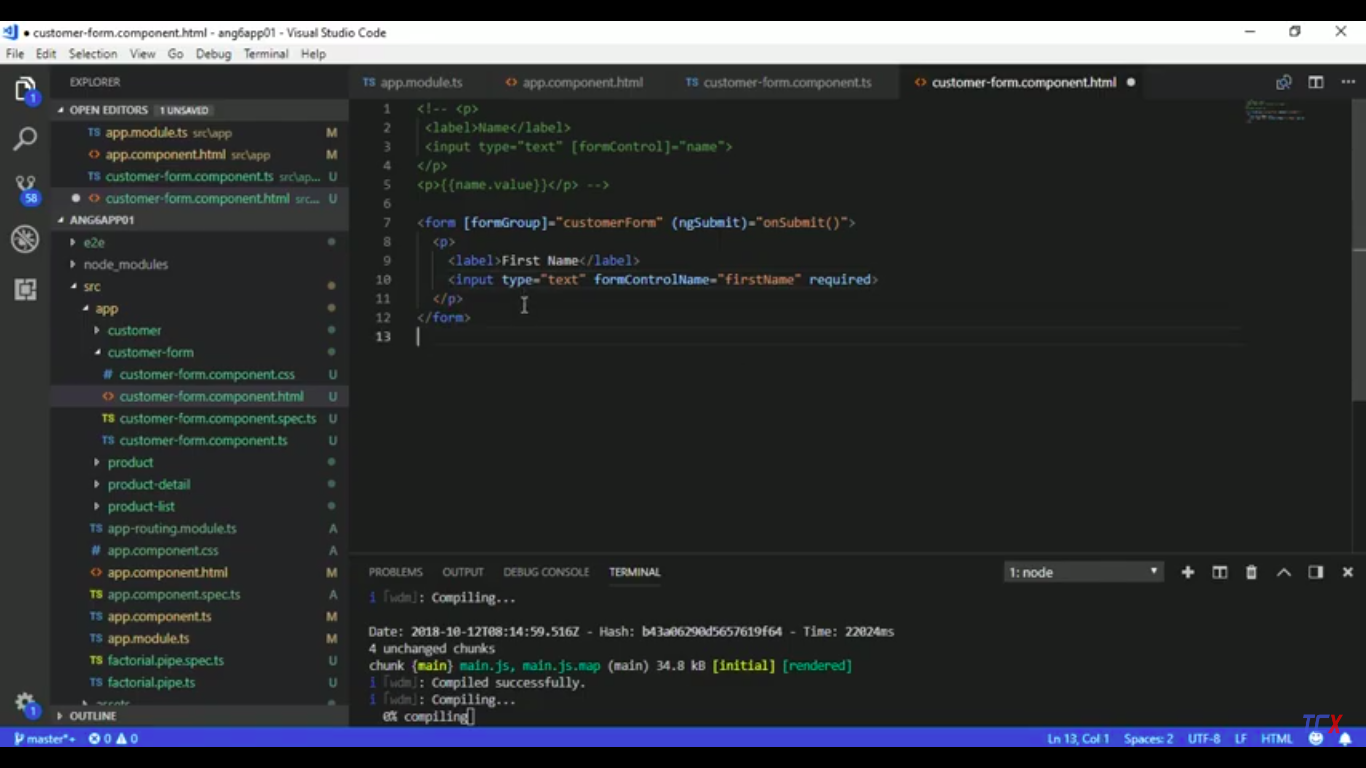 ● customer-form.component.html - ang6app01 - Visual Studio Code
File Edit Selection View Go Debug Terminal Help
EXPLORER
OPEN EDITORS 1 UNSAVED
TS app.module.ts src\app M
<> app.component.html src\app M
TS customer-form.component.ts src\ap... U
● <> customer-form.component.html src... U
ANG6APP01
e2e
node_modules
src
app
customer
customer-form
# customer-form.component.css U
<> customer-form.component.html U
TS customer-form.component.spec.ts U
TS customer-form.component.ts U
product
product-detail
product-list
TS app-routing.module.ts A
# app.component.css A
<> app.component.html M
TS app.component.spec.ts A
TS app.component.ts M
TS app.module.ts M
TS factorial.pipe.spec.ts U
TS factorial.pipe.ts U
assets
OUTLINE
1
58
1
TS app.module.ts <> app.component.html TS customer-form.component.ts <> customer-form.component.html ●
1 <!-- <p>
2 <label>Name</label>
3 <input type="text" [formControl]="name">
4 </p>
5 <p>{{name.value}}</p> -->
6
7 <form [formGroup]="customerForm" (ngSubmit)="onSubmit()">
8 <p>
9 <label>First Name</label>
10 <input type="text" formControlName="firstName" required>
11 </p>
12 </form>
13
PROBLEMS OUTPUT DEBUG CONSOLE TERMINAL 1: node
i ｢wdm｣: Compiling...
Date: 2018-10-12T08:14:59.516Z - Hash: b43a06290d5657619f64 - Time: 22024ms
4 unchanged chunks
chunk {main} main.js, main.js.map (main) 34.8 kB [initial] [rendered]
i ｢wdm｣: Compiled successfully.
i ｢wdm｣: Compiling...
0% compiling
TCX
master*+ 0 0 Ln 13, Col 1 Spaces: 2 UTF-8 LF HTML